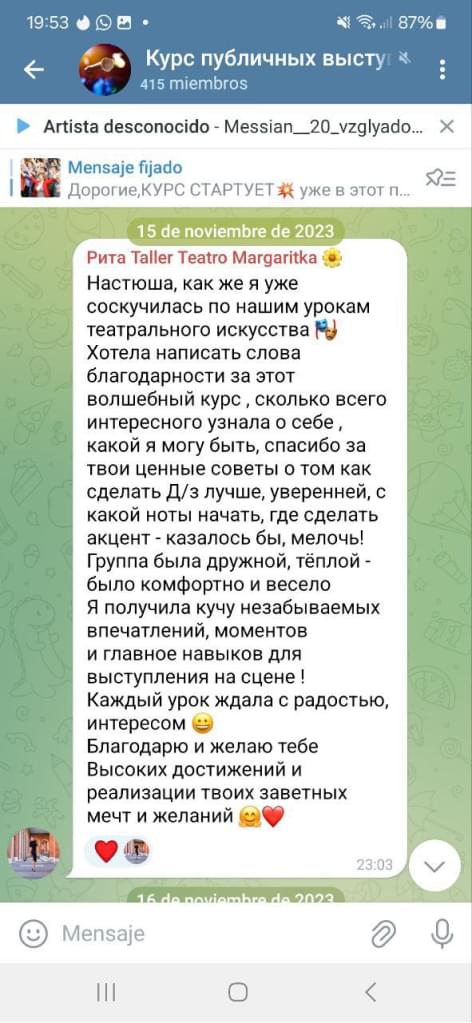 19:53
87%
Курс публичных высту
415 miembros
Artista desconocido - Messian__20_vzglyado...
Mensaje fijado
Дорогие,КУРС СТАРТУЕТ💥 уже в этот п...
15 de noviembre de 2023
Рита Taller Teatro Margaritka 🌼
Настюша, как же я уже
соскучилась по нашим урокам
театрального искусства 🎭
Хотела написать слова
благодарности за этот
волшебный курс , сколько всего
интересного узнала о себе ,
какой я могу быть, спасибо за
твои ценные советы о том как
сделать Д/з лучше, уверенней, с
какой ноты начать, где сделать
акцент - казалось бы, мелочь!
Группа была дружной, тёплой -
было комфортно и весело
Я получила кучу незабываемых
впечатлений, моментов
и главное навыков для
выступления на сцене !
Каждый урок ждала с радостью,
интересом 😀
Благодарю и желаю тебе
Высоких достижений и
реализации твоих заветных
мечт и желаний 🤗❤️
23:03
16 de noviembre de 2023
Mensaje